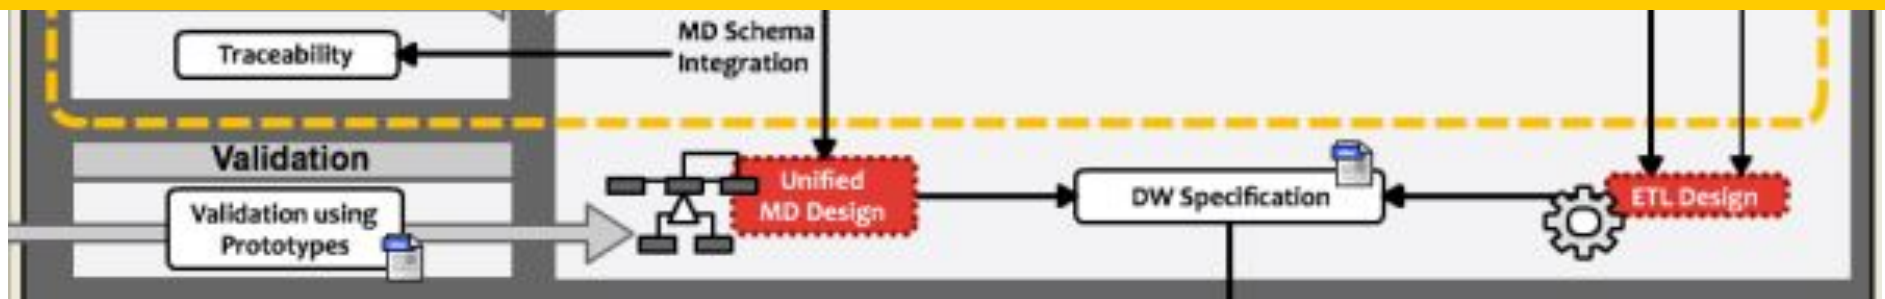 MD Schema
Integration
Traceability
Validation
Validation using
Prototypes
Unified
MD Design
DW Specification
ETL Design